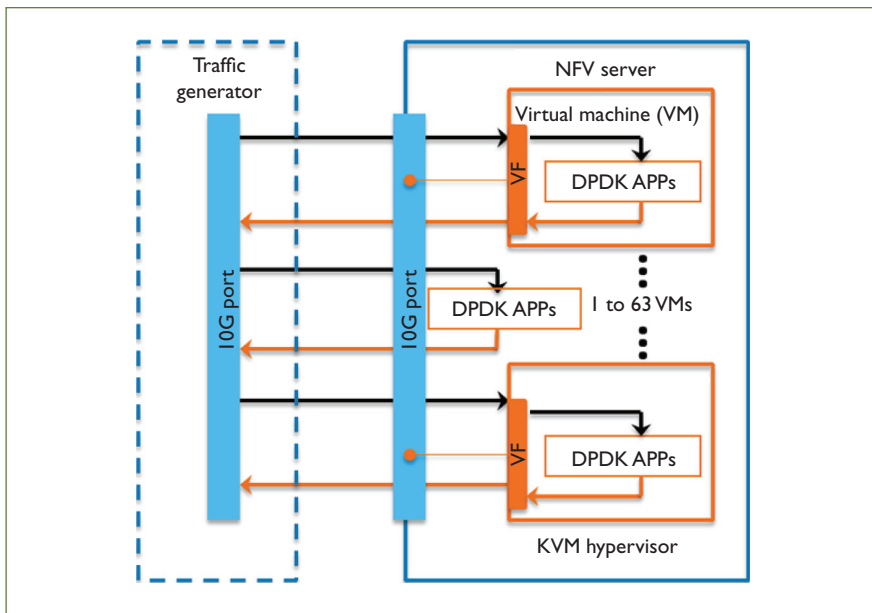 Traffic
generator
NFV server
Virtual machine (VM)
VF
DPDK APPs
10G port
10G port
DPDK APPs
1 to 63 VMs
VF
DPDK APPs
KVM hypervisor